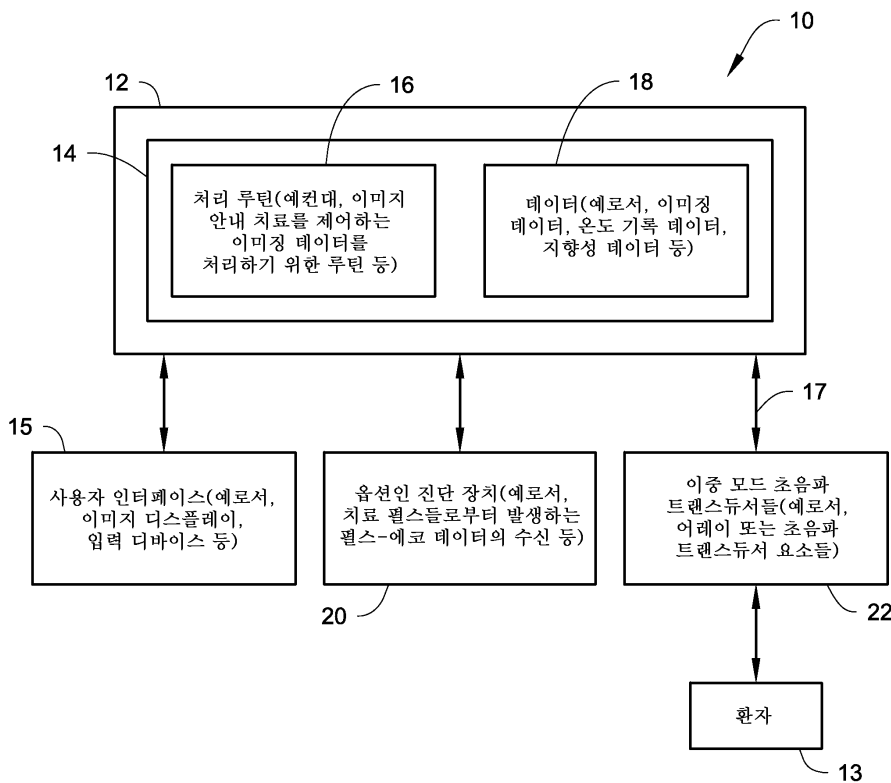 10
12
16
18
14
처리 루틴(예컨대, 이미지
안내 치료를 제어하는
이미징 데이터를
처리하기 위한 루틴 등)
데이터(예로서, 이미징
데이터, 온도 기록 데이터,
지향성 데이터 등)
17
15
사용자 인터페이스(예로서,
이미지 디스플레이,
입력 디바이스 등)
옵션인 진단 장치(예로서,
치료 펄스들로부터 발생하는
펄스-에코 데이터의 수신 등)
이중 모드 초음파
트랜스듀서들(예로서,
어레이 또는 초음파
트랜스듀서 요소들)
20
22
환자
13